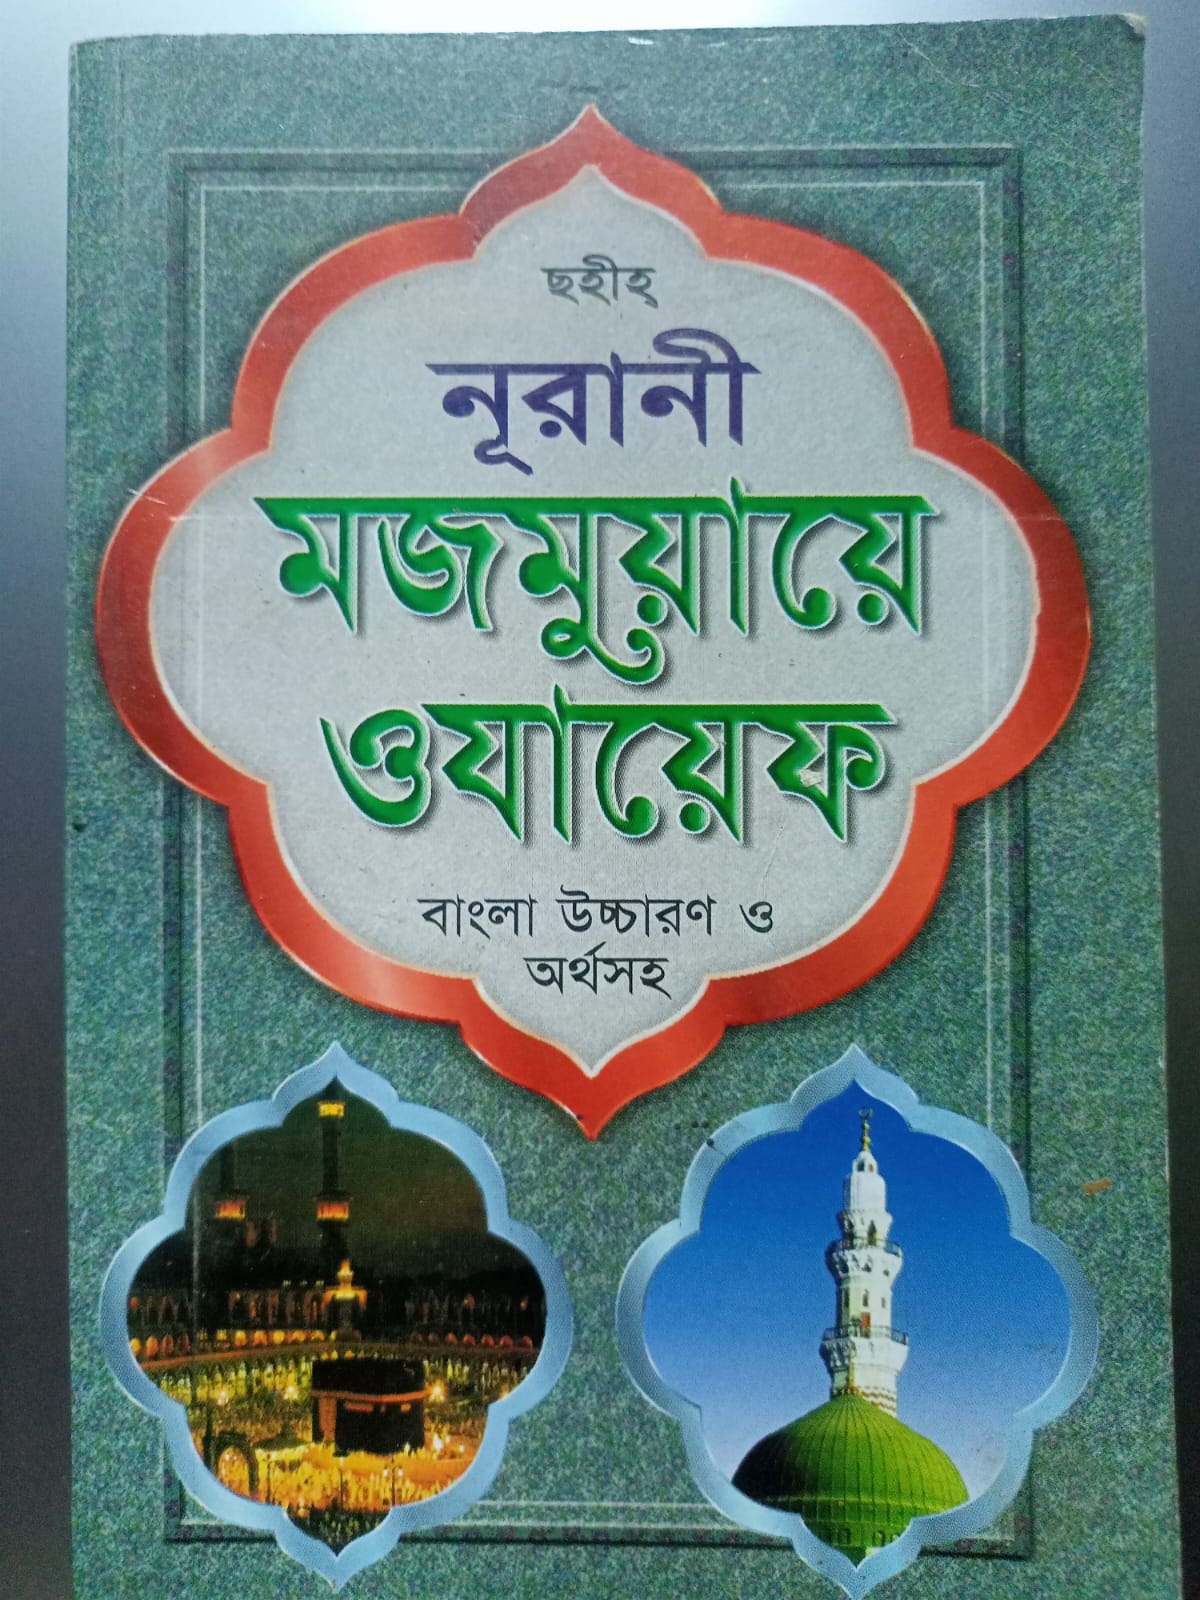 ছহীহ্
নূরানী
মজমুয়ায়ে
ওযায়েফ
বাংলা উচ্চারণ ও
অর্থসহ